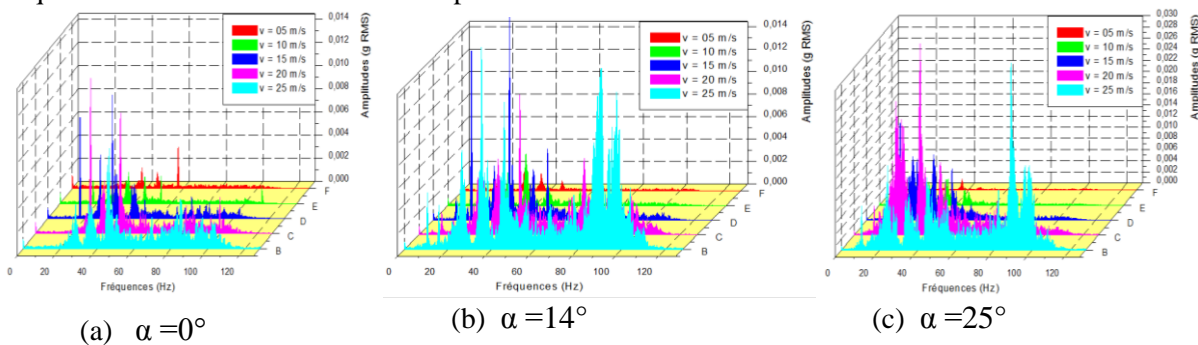 v = 05 m/s
v = 10 m/s
v = 15 m/s
v = 20 m/s
v = 25 m/s
0,014
0,012
0,010
0,008
0,006
0,004
0,002
0,000
Amplitudes (g RMS)
F
E
D
C
B
0 20 40 60 80 100 120
Fréquences (Hz)
(a) α =0°
v = 05 m/s
v = 10 m/s
v = 15 m/s
v = 20 m/s
v = 25 m/s
0,014
0,012
0,010
0,008
0,006
0,004
0,002
0,000
Amplitudes (g RMS)
F
E
D
C
B
0 20 40 60 80 100 120
Fréquences (Hz)
(b) α =14°
v = 05 m/s
v = 10 m/s
v = 15 m/s
v = 20 m/s
v = 25 m/s
0,030
0,028
0,026
0,024
0,022
0,020
0,018
0,016
0,014
0,012
0,010
0,008
0,006
0,004
0,002
0,000
Amplitudes (g RMS)
F
E
D
C
B
0 20 40 60 80 100 120
Fréquences (Hz)
(c) α =25°